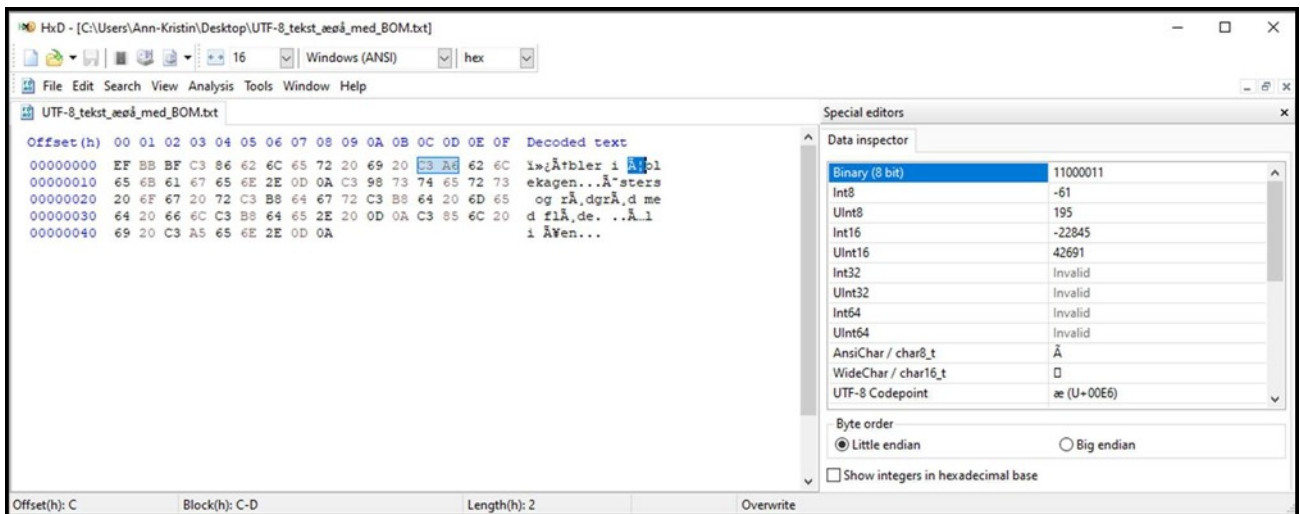 HxD - [C:\Users\Ann-Kristin\Desktop\UTF-8_tekst_æøå_med_BOM.txt]
16 Windows (ANSI) hex
File Edit Search View Analysis Tools Window Help
UTF-8_tekst_æøå_med_BOM.txt
Offset(h) 00 01 02 03 04 05 06 07 08 09 0A 0B 0C 0D 0E 0F Decoded text
00000000 EF BB BF C3 86 62 6C 65 72 20 69 20 C3 A6 62 6C ï»¿Ã†bler i Ã¦bl
00000010 65 6B 61 67 65 6E 2E 0D 0A C3 98 73 74 65 72 73 ekagen...Ã˜sters
00000020 20 6F 67 20 72 C3 B8 64 67 72 C3 B8 64 20 6D 65 og rÃ¸dgrÃ¸d me
00000030 64 20 66 6C C3 B8 64 65 2E 20 0D 0A C3 85 6C 20 d flÃ¸de. ..Ã…l
00000040 69 20 C3 A5 65 6E 2E 0D 0A i Ã¥en...
Special editors
Data inspector
Binary (8 bit) 11000011
Int8 -61
UInt8 195
Int16 -22845
UInt16 42691
Int32 Invalid
UInt32 Invalid
Int64 Invalid
UInt64 Invalid
AnsiChar / char8_t Ã
WideChar / char16_t □
UTF-8 Codepoint æ (U+00E6)
Byte order
Little endian Big endian
Show integers in hexadecimal base
Offset(h): C Block(h): C-D Length(h): 2 Overwrite